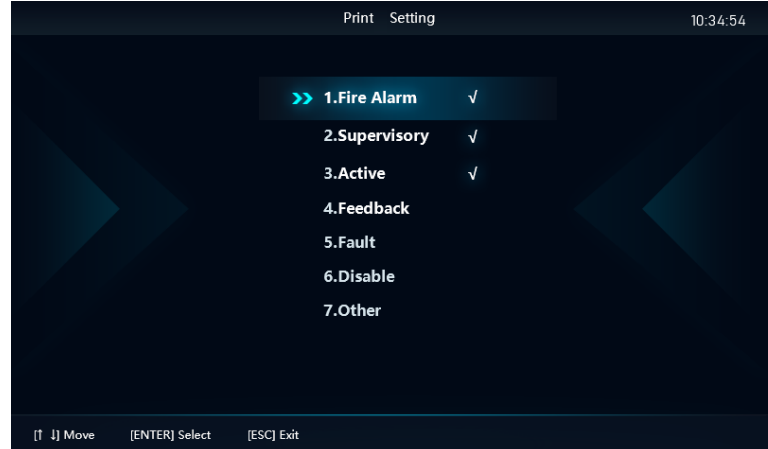 Print Setting 10:34:54
1.Fire Alarm √
2.Supervisory √
3.Active √
4.Feedback
5.Fault
6.Disable
7.Other
[↑ ↓] Move [ENTER] Select [ESC] Exit